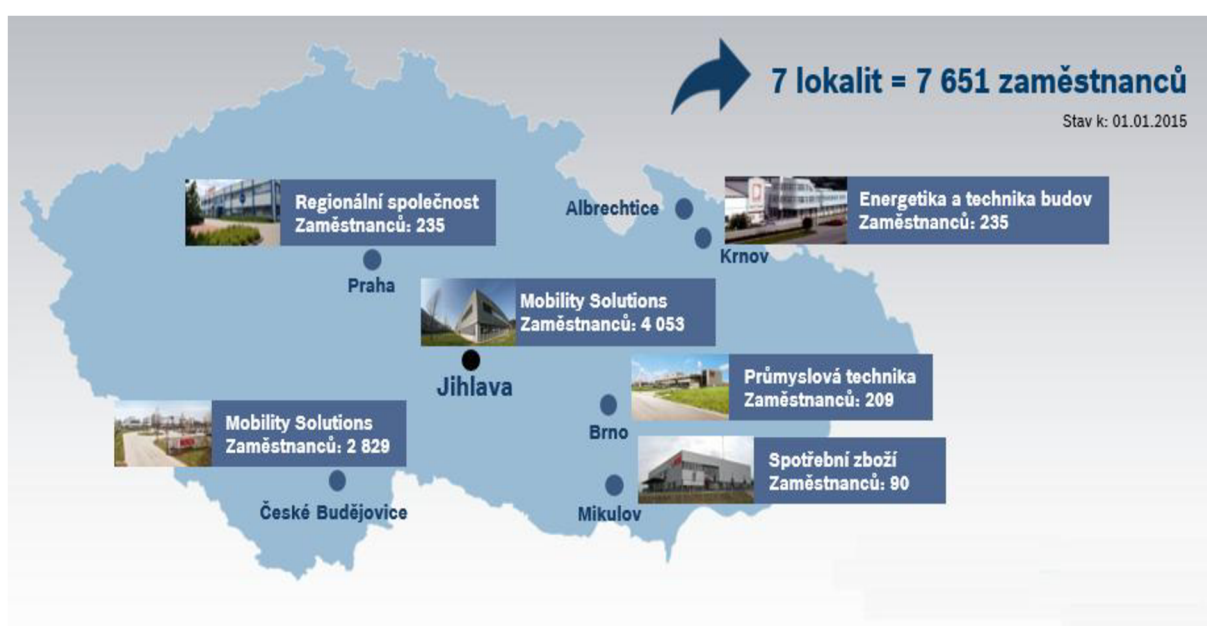 7 lokalit = 7 651 zaměstnanců
Stav k: 01.01.2015
Regionální společnost
Zaměstnanců: 235
Praha
Albrechtice
Krnov
Energetika a technika budov
Zaměstnanců: 235
Mobility Solutions
Zaměstnanců: 4 053
Jihlava
Průmyslová technika
Zaměstnanců: 209
Brno
Mobility Solutions
Zaměstnanců: 2 829
České Budějovice
Spotřební zboží
Zaměstnanců: 90
Mikulov